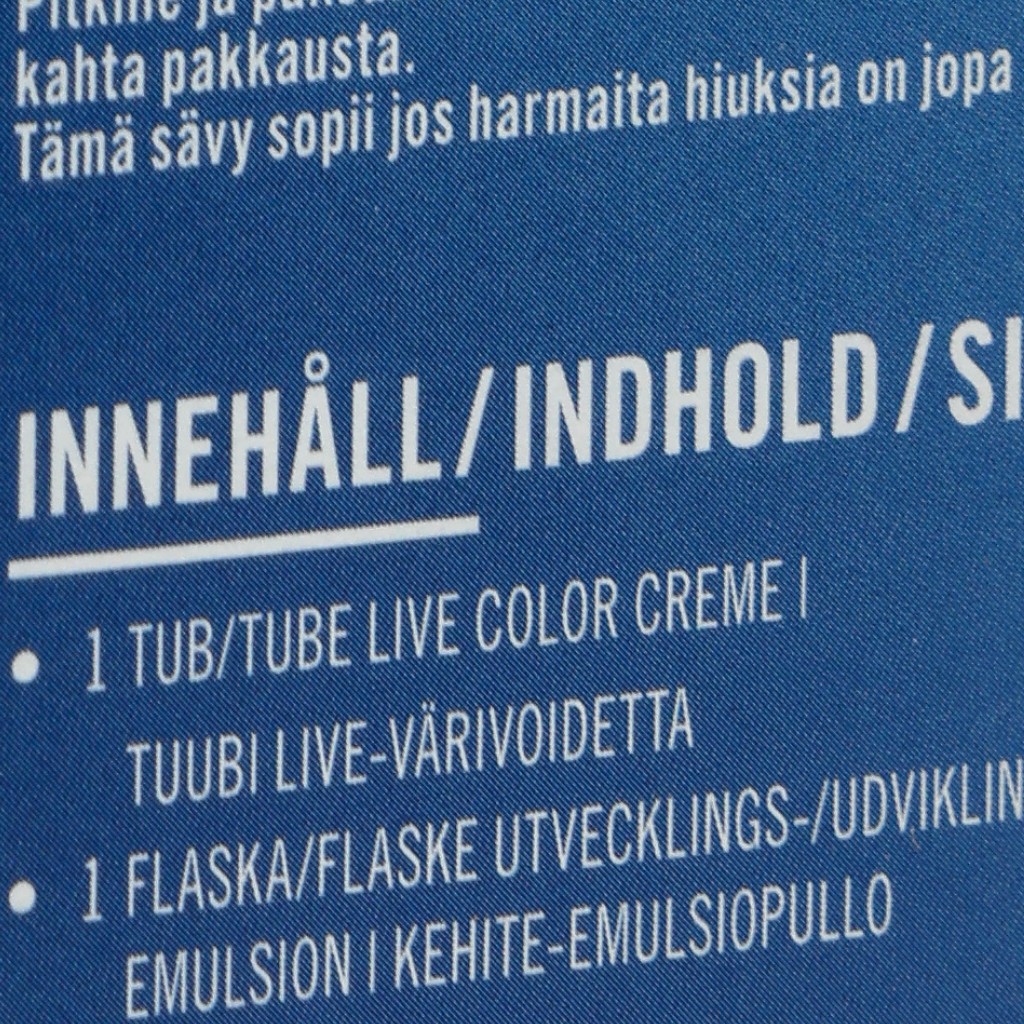 kahta pakkausta.
Tämä sävy sopii jos harmaita hiuksia on jopa
INNEHÅLL/INDHOLD/SI
• 1 TUB/TUBE LIVE COLOR CREME |
TUUBI LIVE-VÄRIVOIDETTA
• 1 FLASKA/FLASKE UTVECKLINGS-/UDVIKLIN
EMULSION | KEHITE-EMULSIOPULLO